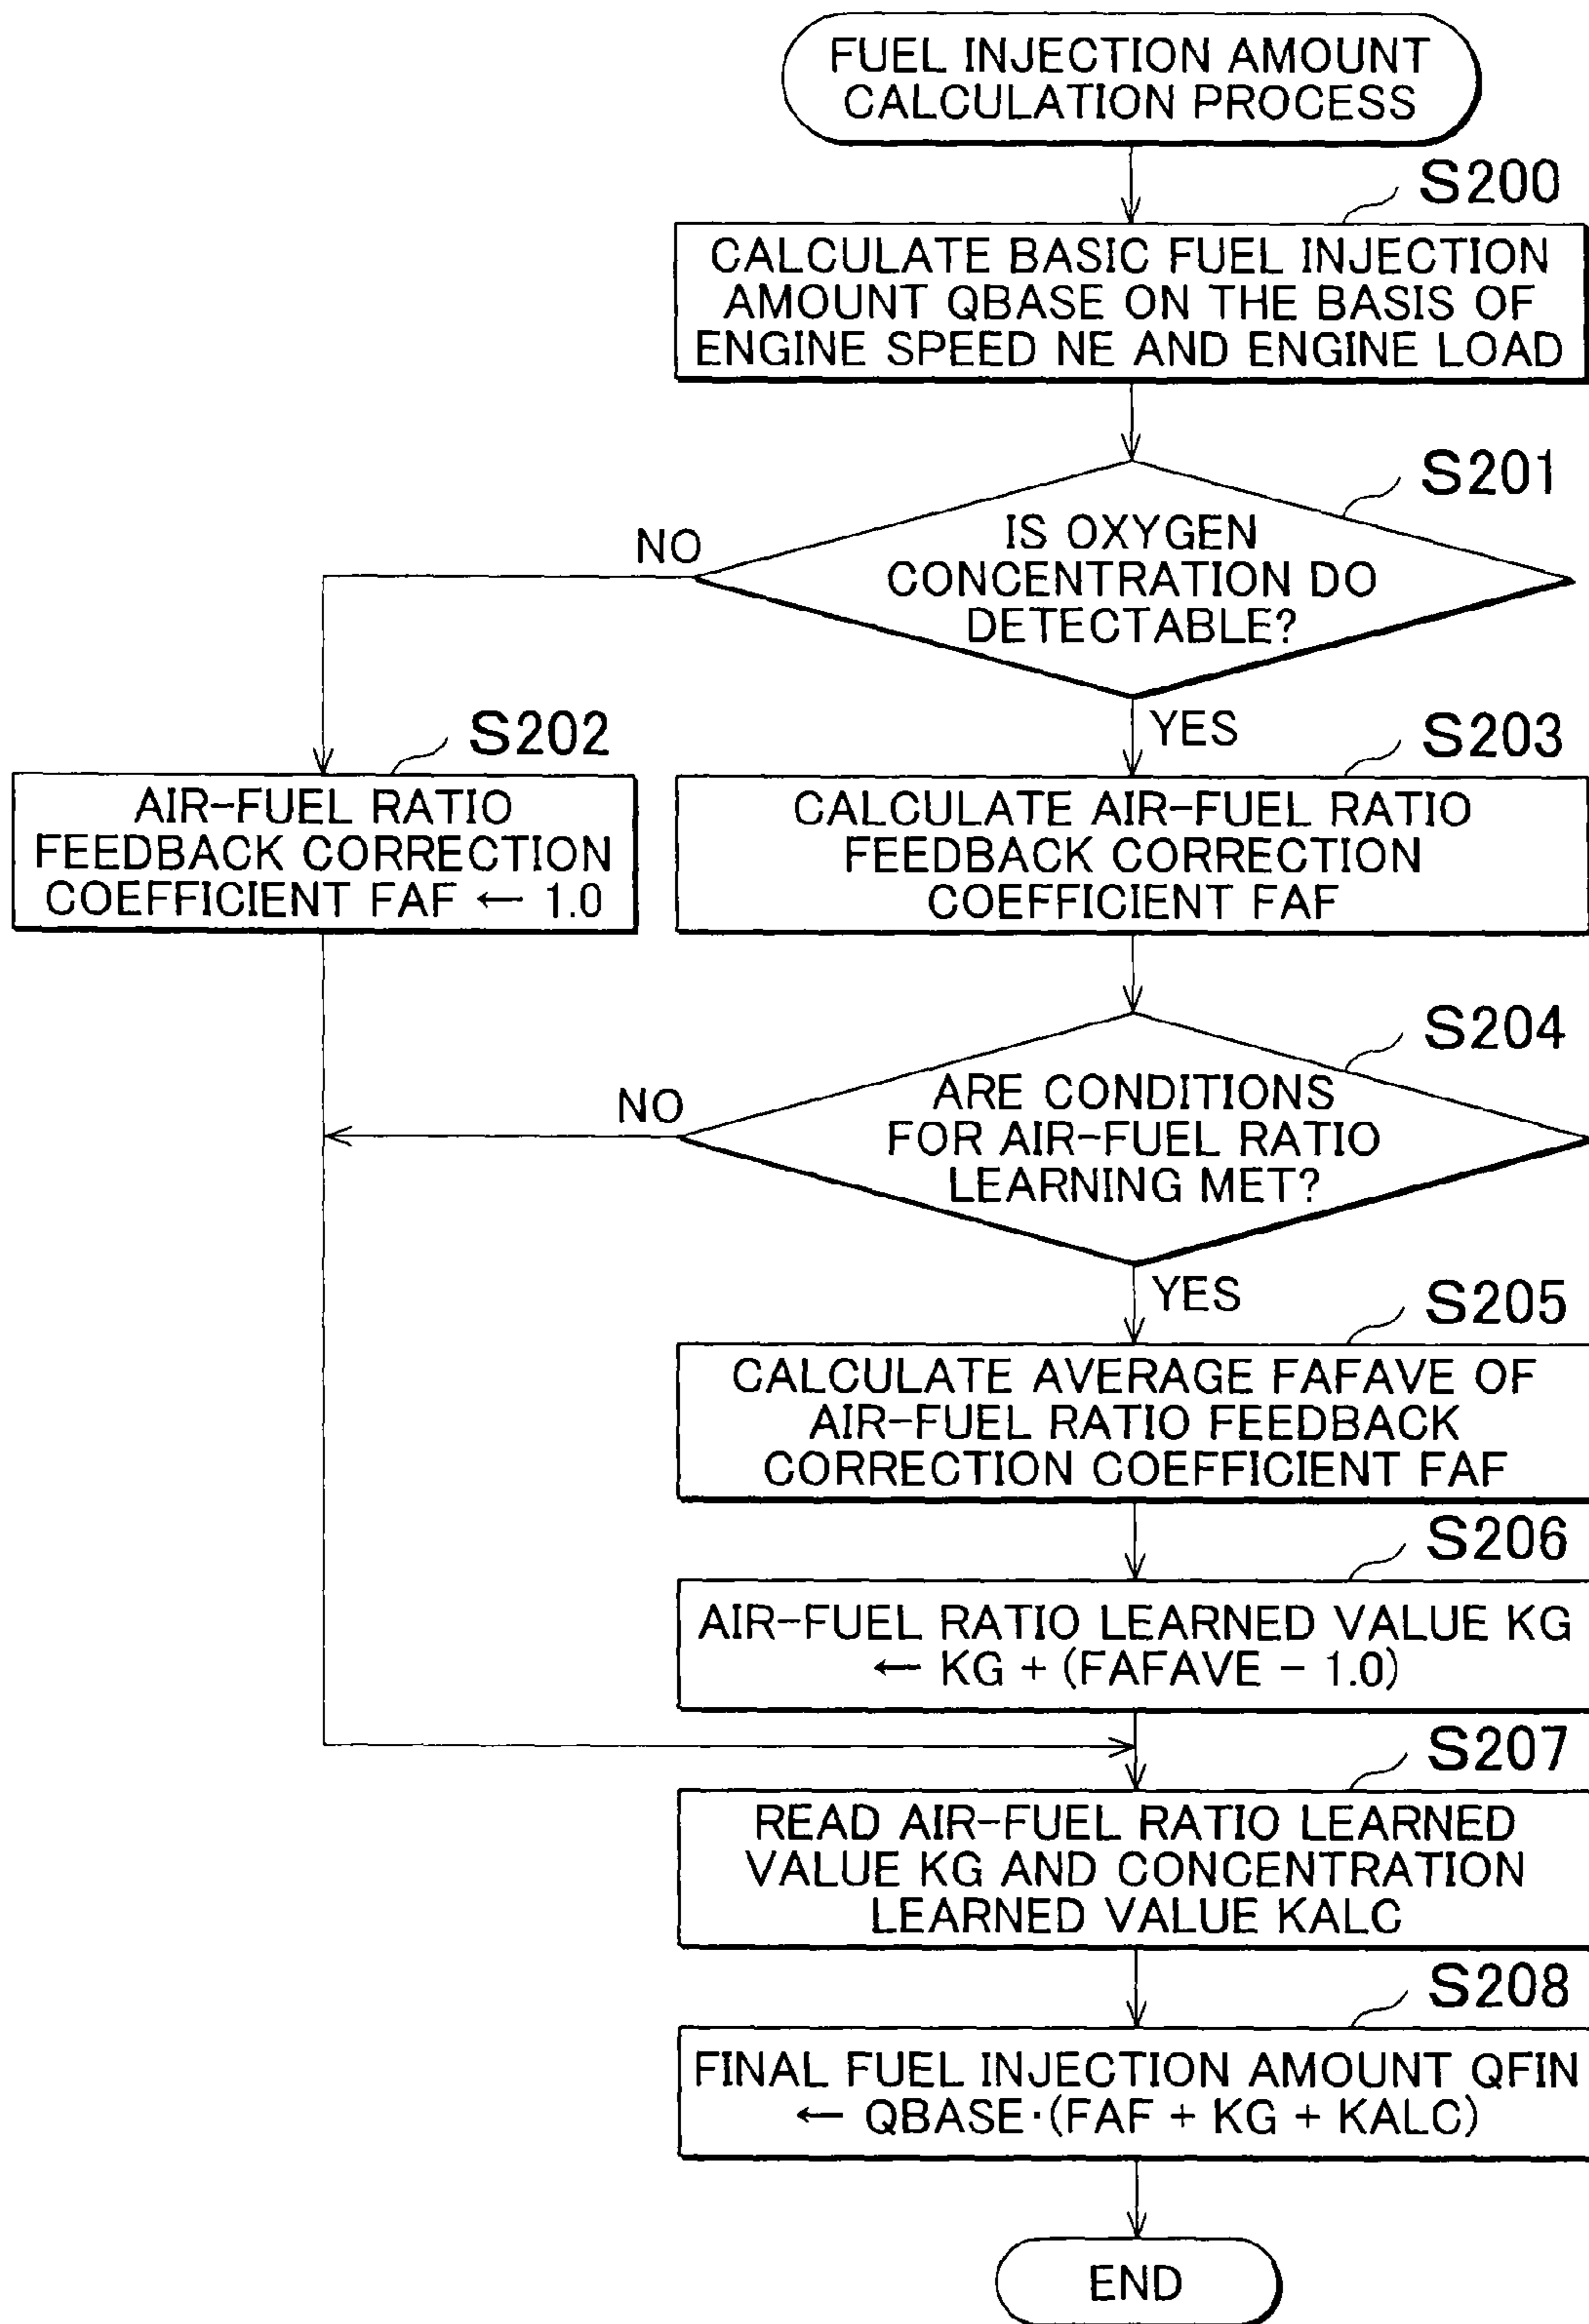 FUEL INJECTION AMOUNT
CALCULATION PROCESS
S200
CALCULATE BASIC FUEL INJECTION
AMOUNT QBASE ON THE BASIS OF
ENGINE SPEED NE AND ENGINE LOAD
S201
IS OXYGEN
CONCENTRATION DO
DETECTABLE?
NO
YES
S202
AIR-FUEL RATIO
FEEDBACK CORRECTION
COEFFICIENT FAF ← 1.0
S203
CALCULATE AIR-FUEL RATIO
FEEDBACK CORRECTION
COEFFICIENT FAF
S204
ARE CONDITIONS
FOR AIR-FUEL RATIO
LEARNING MET?
NO
YES
S205
CALCULATE AVERAGE FAFAVE OF
AIR-FUEL RATIO FEEDBACK
CORRECTION COEFFICIENT FAF
S206
AIR-FUEL RATIO LEARNED VALUE KG
← KG + (FAFAVE - 1.0)
S207
READ AIR-FUEL RATIO LEARNED
VALUE KG AND CONCENTRATION
LEARNED VALUE KALC
S208
FINAL FUEL INJECTION AMOUNT QFIN
← QBASE·(FAF + KG + KALC)
END